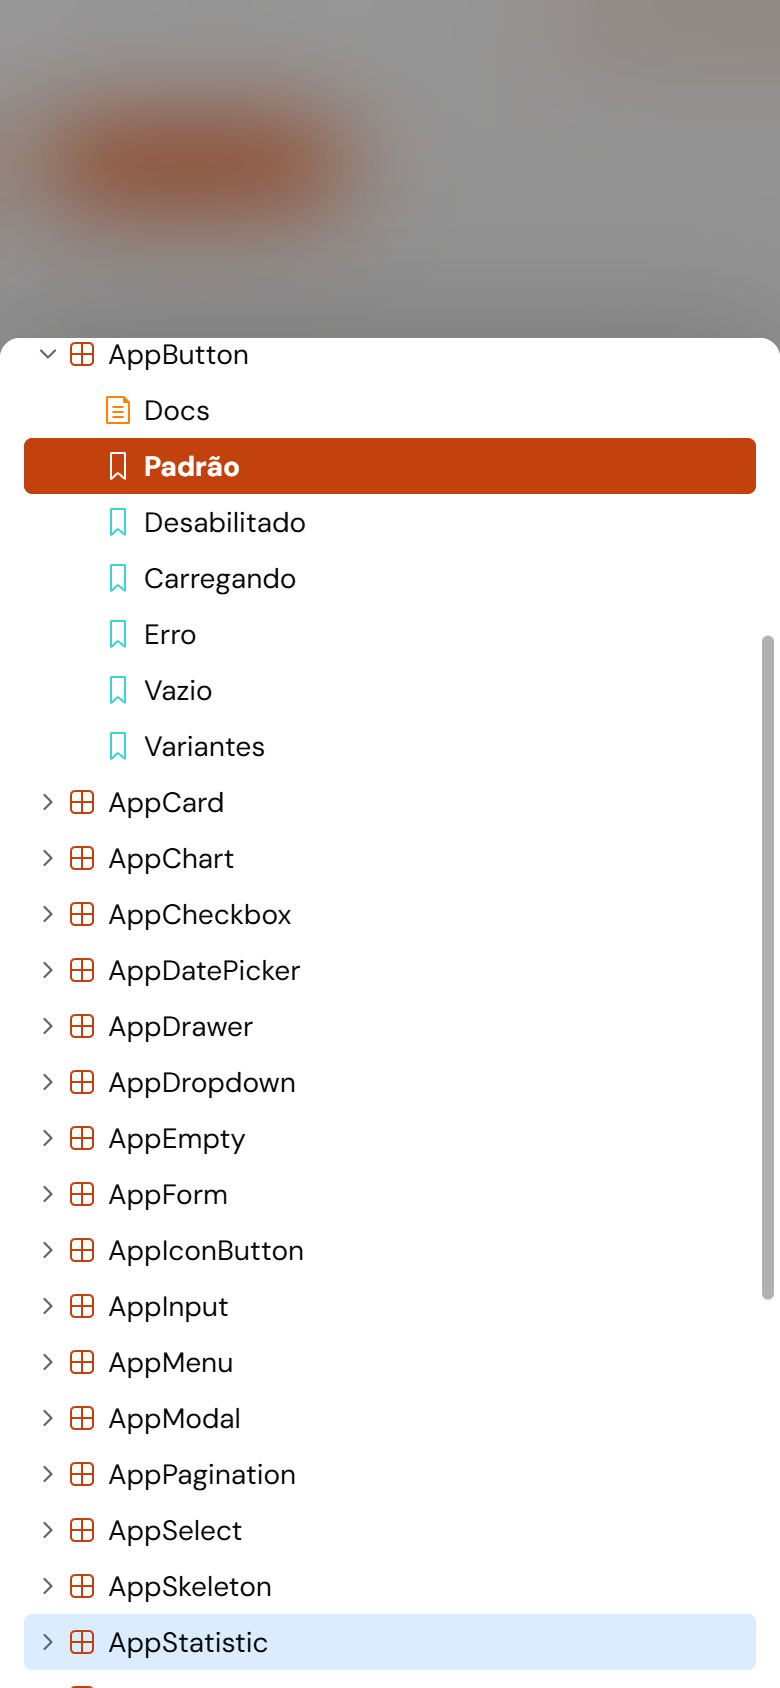 AppButton
Docs
Padrão
Desabilitado
Carregando
Erro
Vazio
Variantes
AppCard
AppChart
AppCheckbox
AppDatePicker
AppDrawer
AppDropdown
AppEmpty
AppForm
AppIconButton
AppInput
AppMenu
AppModal
AppPagination
AppSelect
AppSkeleton
AppStatistic